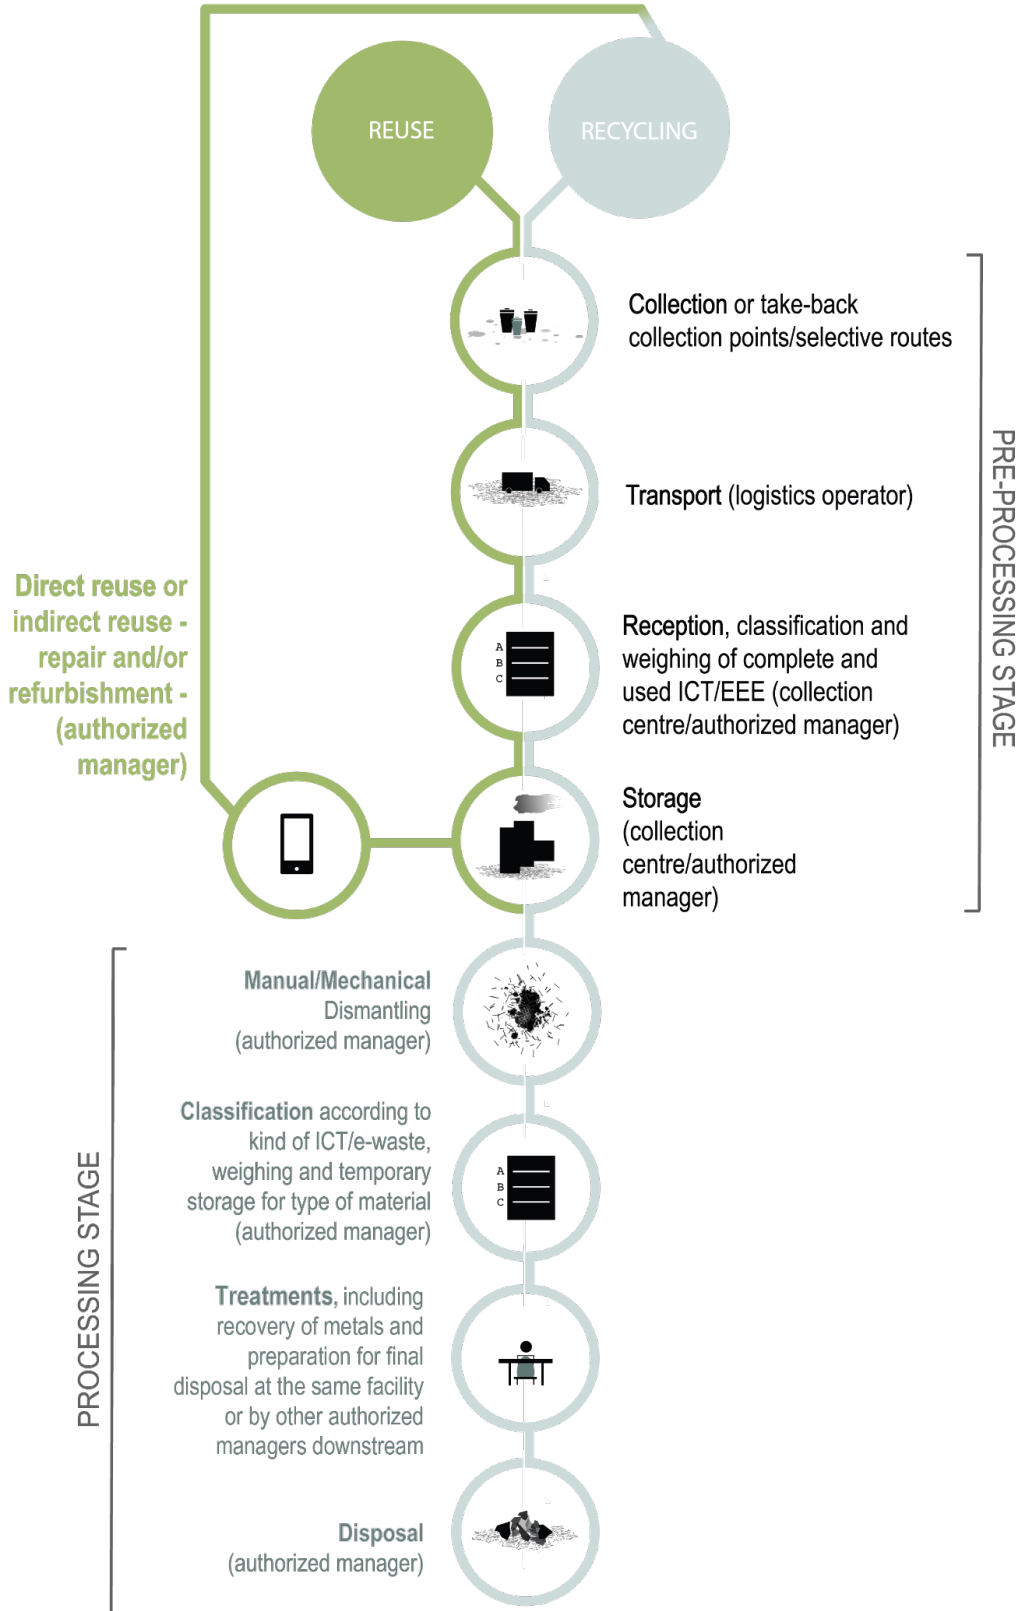 REUSE
RECYCLING
Collection or take-back
collection points/selective routes
Transport (logistics operator)
PRE-PROCESSING STAGE
Direct reuse or
indirect reuse -
repair and/or
refurbishment -
(authorized
manager)
A
B
C
Reception, classification and
weighing of complete and
used ICT/EEE (collection
centre/authorized manager)
Storage
(collection
centre/authorized
manager)
PROCESSING STAGE
Manual/Mechanical
Dismantling
(authorized manager)
Classification according to
kind of ICT/e-waste,
weighing and temporary
storage for type of material
(authorized manager)
A
B
C
Treatments, including
recovery of metals and
preparation for final
disposal at the same facility
or by other authorized
managers downstream
Disposal
(authorized manager)